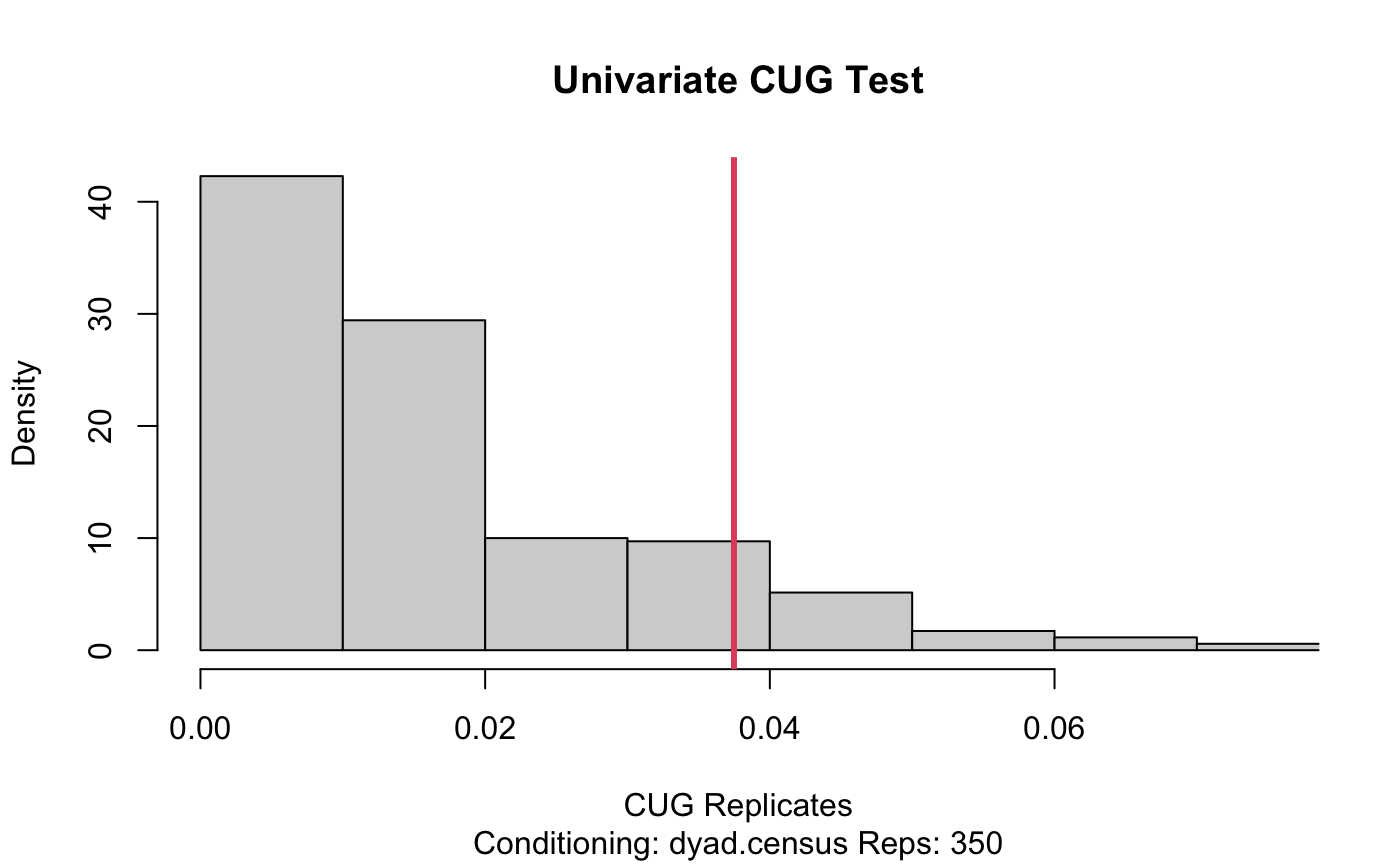 Univariate CUG Test
Density
40
30
20
10
0
0.00 0.02 0.04 0.06
CUG Replicates
Conditioning: dyad.census Reps: 350